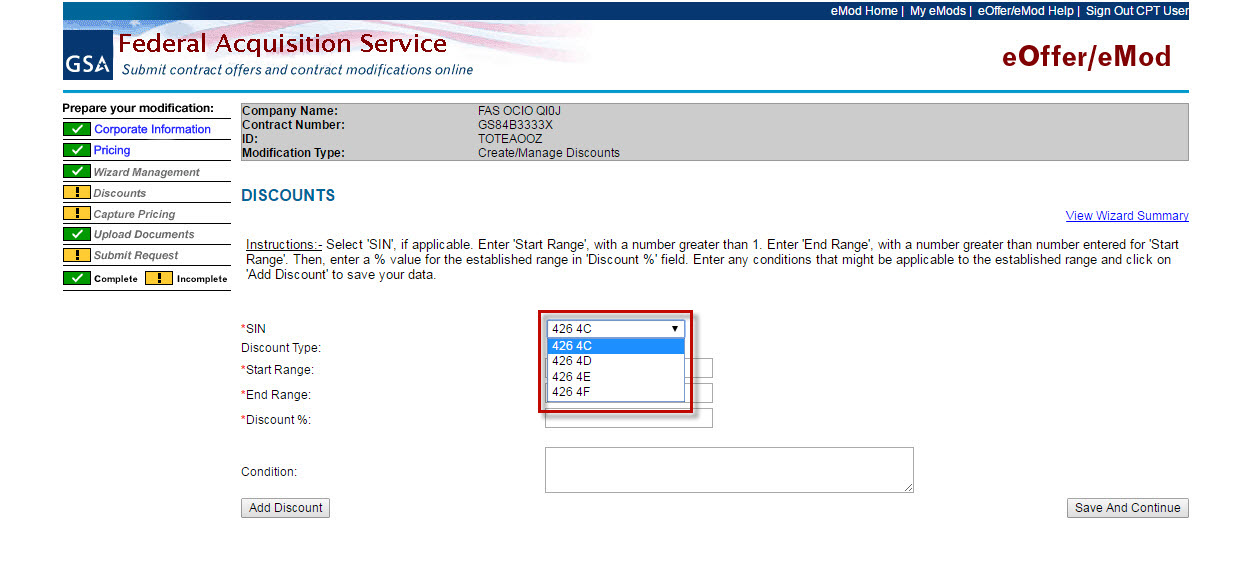 eMod Home | My eMods | eOffer/eMod Help | Sign Out CPT User
GSA
Federal Acquisition Service
Submit contract offers and contract modifications online
eOffer/eMod
Prepare your modification:
Corporate Information
Pricing
Wizard Management
! Discounts
! Capture Pricing
Upload Documents
! Submit Request
Complete ! Incomplete
Company Name: FAS OCIO QI0J
Contract Number: GS84B3333X
ID: TOTEAOOZ
Modification Type: Create/Manage Discounts
DISCOUNTS
View Wizard Summary
Instructions:- Select 'SIN', if applicable. Enter 'Start Range', with a number greater than 1. Enter 'End Range', with a number greater than number entered for 'Start
Range'. Then, enter a % value for the established range in 'Discount %' field. Enter any conditions that might be applicable to the established range and click on
'Add Discount' to save your data.
*SIN 426 4C
426 4C
426 4D
426 4E
426 4F
Discount Type:
*Start Range:
*End Range:
*Discount %:
Condition:
Add Discount Save And Continue